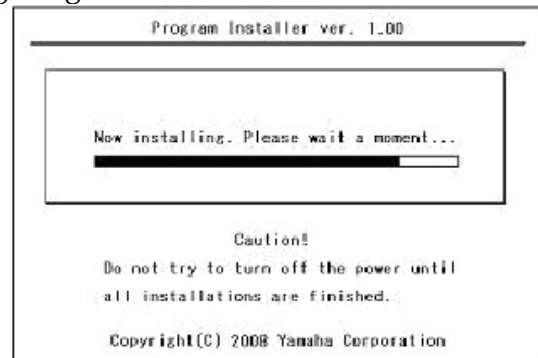 Program Installer ver. 1.00
Now installing. Please wait a moment...
Caution!
Do not try to turn off the power until
all installations are finished.
Copyright(C) 2008 Yamaha Corporation